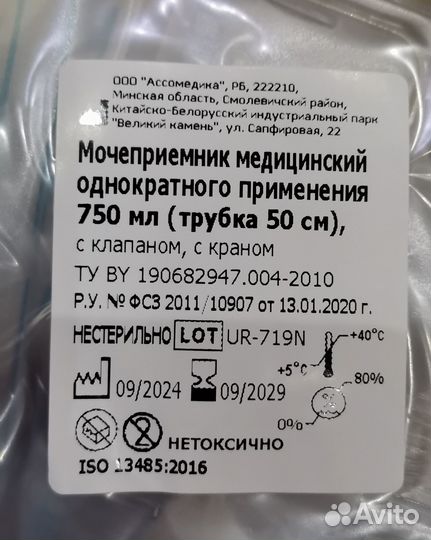 ООО "Ассомедика", РБ, 222210,
Минская область, Смолевичский район,
Китайско-Белорусский индустриальный парк
"Великий камень", ул. Сапфировая, 22
Мочеприемник медицинский
однократного применения
750 мл (трубка 50 см),
с клапаном, с краном
ТУ BY 190682947.004-2010
Р.У. № ФСЗ 2011/10907 от 13.01.2020 г.
НЕСТЕРИЛЬНО LOT UR-719N
+40°C
+5°C
09/2024 09/2029
80%
0%
2 НЕТОКСИЧНО
ISO 13485:2016
Avito